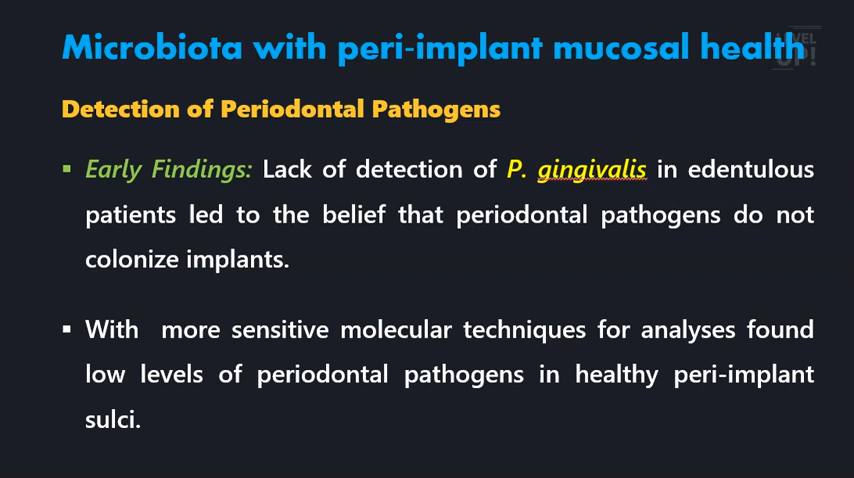 Microbiota with peri-implant mucosal health
LEVEL
UP!
Detection of Periodontal Pathogens
▪ Early Findings: Lack of detection of P. gingivalis in edentulous
patients led to the belief that periodontal pathogens do not
colonize implants.
▪ With more sensitive molecular techniques for analyses found
low levels of periodontal pathogens in healthy peri-implant
sulci.